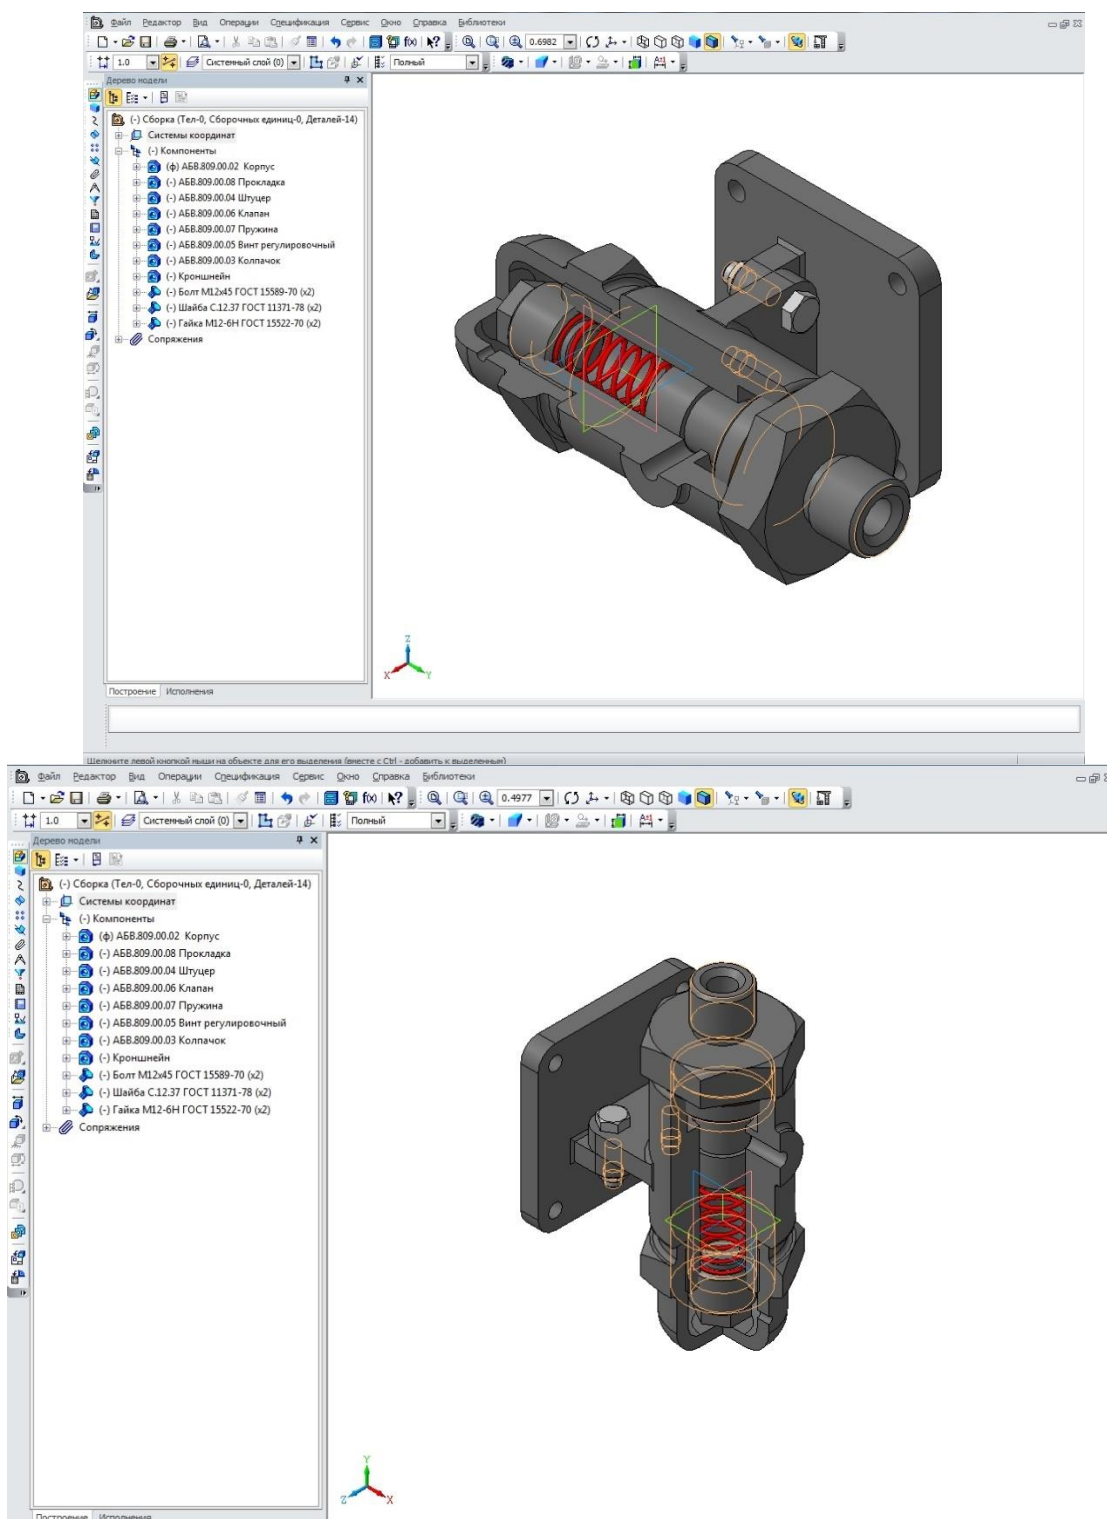 Файл Редактор Вид Операции Спецификация Сервис Окно Справка Библиотеки
0.6982
1.0 Системный слой (0) Полный
Дерево модели
(-) Сборка (Тел-0, Сборочных единиц-0, Деталей-14)
Системы координат
(-) Компоненты
(ф) АБВ.809.00.02 Корпус
(-) АБВ.809.00.08 Прокладка
(-) АБВ.809.00.04 Штуцер
(-) АБВ.809.00.06 Клапан
(-) АБВ.809.00.07 Пружина
(-) АБВ.809.00.05 Винт регулировочный
(-) АБВ.809.00.03 Колпачок
(-) Кроншнейн
(-) Болт М12х45 ГОСТ 15589-70 (х2)
(-) Шайба С.12.37 ГОСТ 11371-78 (х2)
(-) Гайка М12-6Н ГОСТ 15522-70 (х2)
Сопряжения
Z
X Y
Построение Исполнения
Щелкните левой кнопкой мыши на объекте для его выделения (вместе с Ctrl - добавить к выделенным)
Файл Редактор Вид Операции Спецификация Сервис Окно Справка Библиотеки
0.4977
1.0 Системный слой (0) Полный
Дерево модели
(-) Сборка (Тел-0, Сборочных единиц-0, Деталей-14)
Системы координат
(-) Компоненты
(ф) АБВ.809.00.02 Корпус
(-) АБВ.809.00.08 Прокладка
(-) АБВ.809.00.04 Штуцер
(-) АБВ.809.00.06 Клапан
(-) АБВ.809.00.07 Пружина
(-) АБВ.809.00.05 Винт регулировочный
(-) АБВ.809.00.03 Колпачок
(-) Кроншнейн
(-) Болт М12х45 ГОСТ 15589-70 (х2)
(-) Шайба С.12.37 ГОСТ 11371-78 (х2)
(-) Гайка М12-6Н ГОСТ 15522-70 (х2)
Сопряжения
Y
Z X
Построение Исполнения